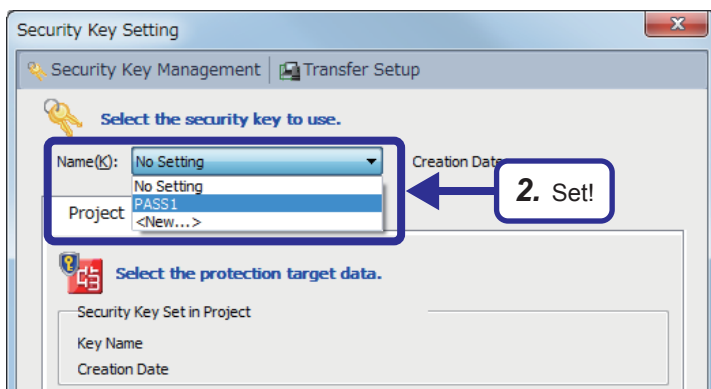 Security Key Setting
Security Key Management | Transfer Setup
Select the security key to use.
Name(K): No Setting Creation Date
No Setting
PASS1
<New...>
2. Set!
Project
Select the protection target data.
Security Key Set in Project
Key Name
Creation Date